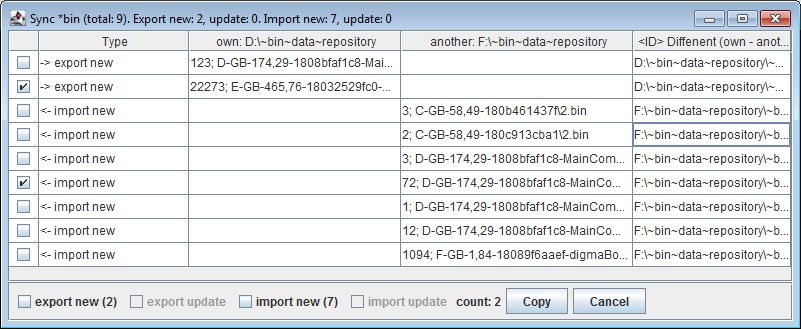 Sync *bin (total: 9). Export new: 2, update: 0. Import new: 7, update: 0
Type own: D:\~bin~data~repository another: F:\~bin~data~repository <ID> Diffenent (own - anot...
-> export new 123; D-GB-174,29-1808bfaf1c8-Mai... D:\~bin~data~repository\~...
-> export new 22273; E-GB-465,76-18032529fc0-... D:\~bin~data~repository\~...
<- import new 3; C-GB-58,49-180b461437f\2.bin F:\~bin~data~repository\~b...
<- import new 2; C-GB-58,49-180c913cba1\2.bin F:\~bin~data~repository\~b...
<- import new 3; D-GB-174,29-1808bfaf1c8-MainCom... F:\~bin~data~repository\~b...
<- import new 72; D-GB-174,29-1808bfaf1c8-MainCo... F:\~bin~data~repository\~b...
<- import new 1; D-GB-174,29-1808bfaf1c8-MainCom... F:\~bin~data~repository\~b...
<- import new 12; D-GB-174,29-1808bfaf1c8-MainCo... F:\~bin~data~repository\~b...
<- import new 1094; F-GB-1,84-18089f6aaef-digmaBo... F:\~bin~data~repository\~b...
export new (2) export update import new (7) import update count: 2 Copy Cancel